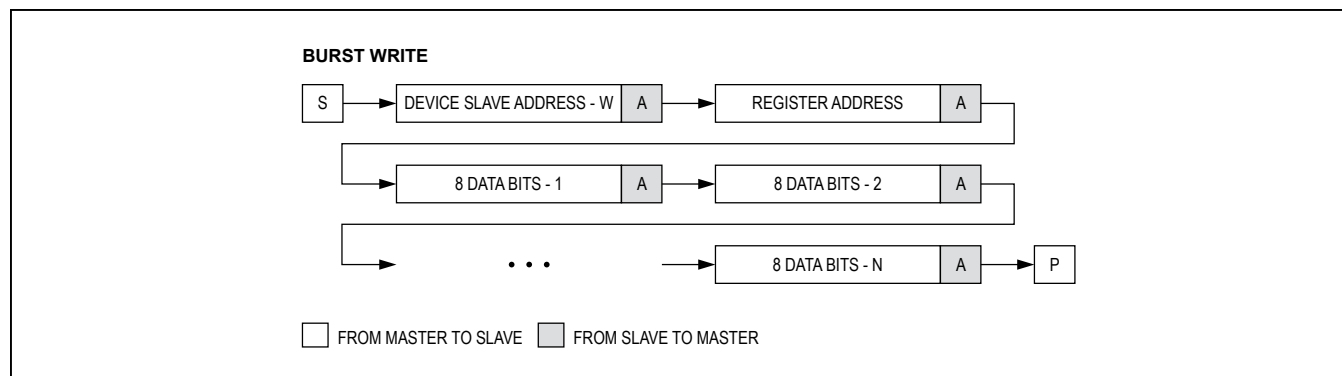 BURST WRITE
S DEVICE SLAVE ADDRESS - W A REGISTER ADDRESS A
8 DATA BITS - 1 A 8 DATA BITS - 2 A
• • • 8 DATA BITS - N A P
FROM MASTER TO SLAVE FROM SLAVE TO MASTER